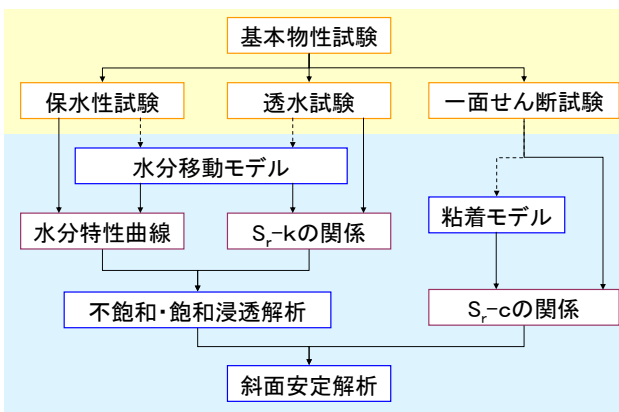 基本物性試験
保水性試験
透水試験
一面せん断試験
水分移動モデル
粘着モデル
水分特性曲線
Sr-kの関係
不飽和・飽和浸透解析
Sr-cの関係
斜面安定解析